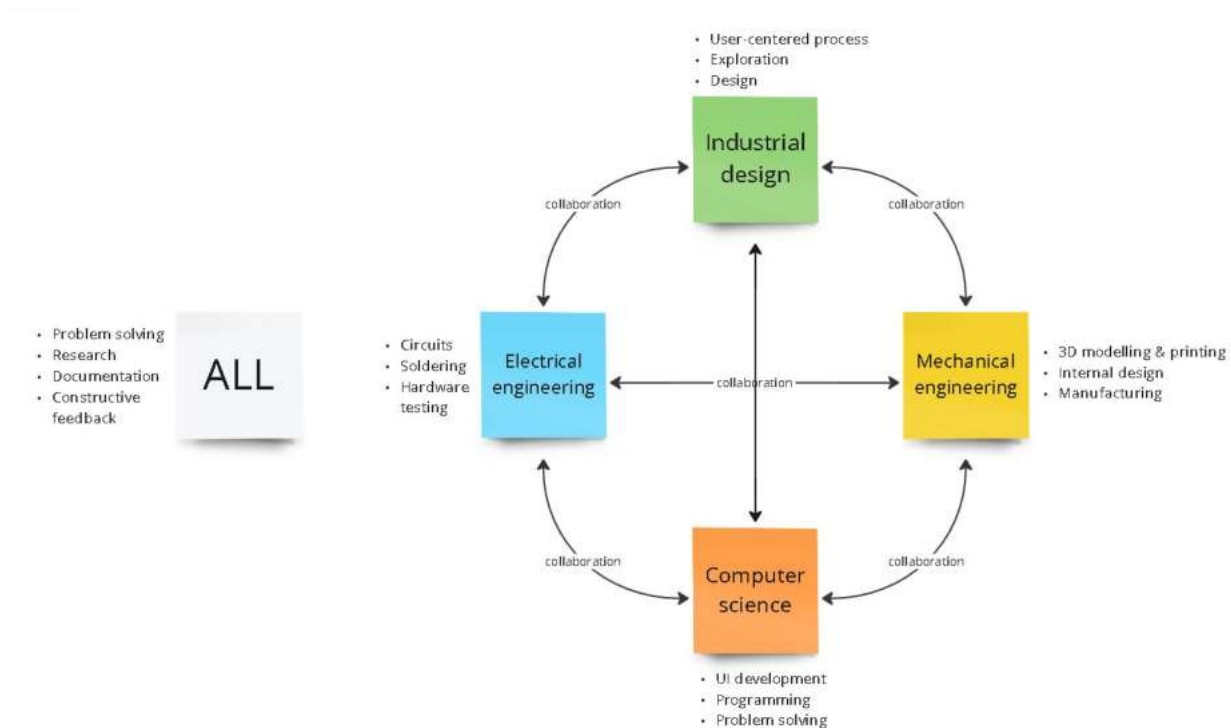 • User-centered process
• Exploration
• Design
Industrial
design
collaboration
collaboration
• Problem solving
• Research
• Documentation
• Constructive
feedback
ALL
• Circuits
• Soldering
• Hardware
testing
Electrical
engineering
collaboration
Mechanical
engineering
• 3D modelling & printing
• Internal design
• Manufacturing
collaboration
collaboration
Computer
science
• UI development
• Programming
• Problem solving